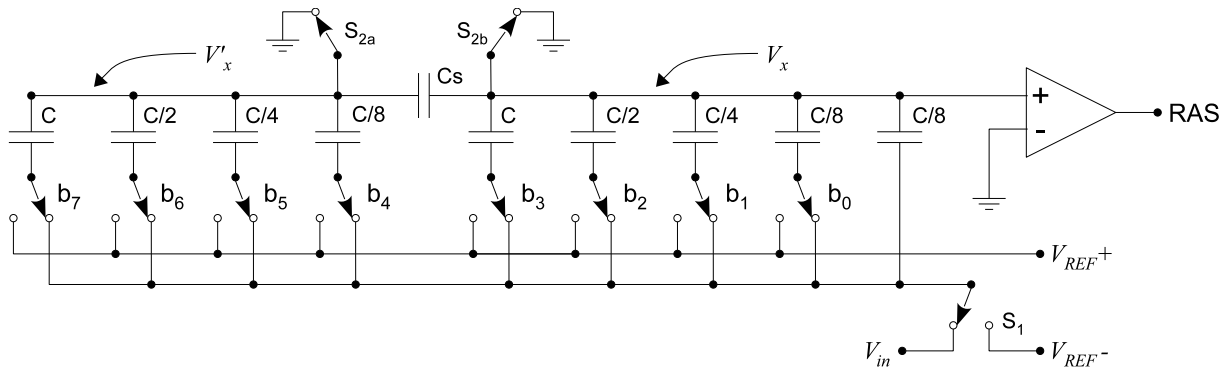 S2a
S2b
V'x
Vx
Cs
C
C/2
C/4
C/8
C
C/2
C/4
C/8
C/8
+
-
RAS
b7
b6
b5
b4
b3
b2
b1
b0
VREF+
S1
Vin
VREF-